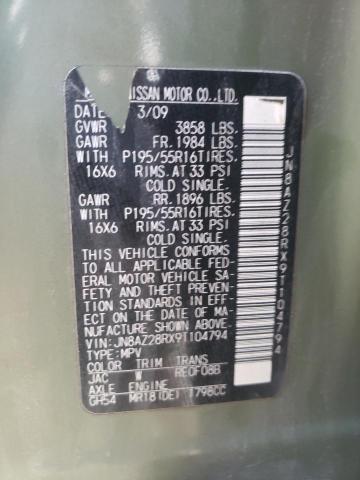 NISSAN MOTOR CO.,LTD.
DATE 3/09
GVWR 3858 LBS.
GAWR FR. 1984 LBS.
WITH P195/55R16TIRES.
16X6 RIMS.AT 33 PSI
COLD SINGLE.
GAWR RR. 1896 LBS.
WITH P195/55R16TIRES.
16X6 RIMS.AT 33 PSI
COLD SINGLE.
THIS VEHICLE CONFORMS
TO ALL APPLICABLE FED-
ERAL MOTOR VEHICLE SA-
FETY AND THEFT PREVEN-
TION STANDARDS IN EFF-
ECT ON THE DATE OF MA-
NUFACTURE SHOWN ABOVE.
VIN:JN8AZ28RX9T104794
TYPE:MPV
COLOR TRIM TRANS
JAC W RE0F08B
AXLE ENGINE
GH54 MR18(DE) 1798CC
JN8AZ28RX9T104794